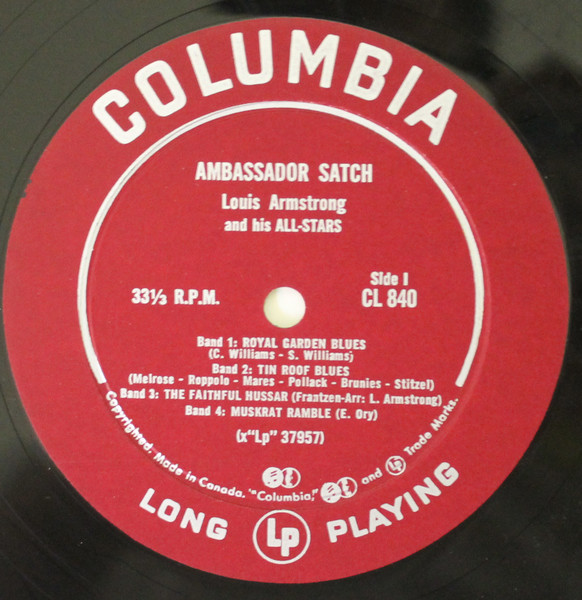 COLUMBIA
AMBASSADOR SATCH
Louis Armstrong
and his ALL-STARS
33⅓ R.P.M.
Side I
CL 840
Band 1: ROYAL GARDEN BLUES
(C. Williams - S. Williams)
Band 2: TIN ROOF BLUES
(Melrose - Roppolo - Mares - Pollack - Brunies - Stitzel)
Band 3: THE FAITHFUL HUSSAR (Fraatzen-Arr: L. Armstrong)
Band 4: MUSKRAT RAMBLE (E. Ory)
(x"Lp" 37957)
Copyrighted. Made in Canada. "Columbia," and Lp Trade Marks.
LONG Lp PLAYING